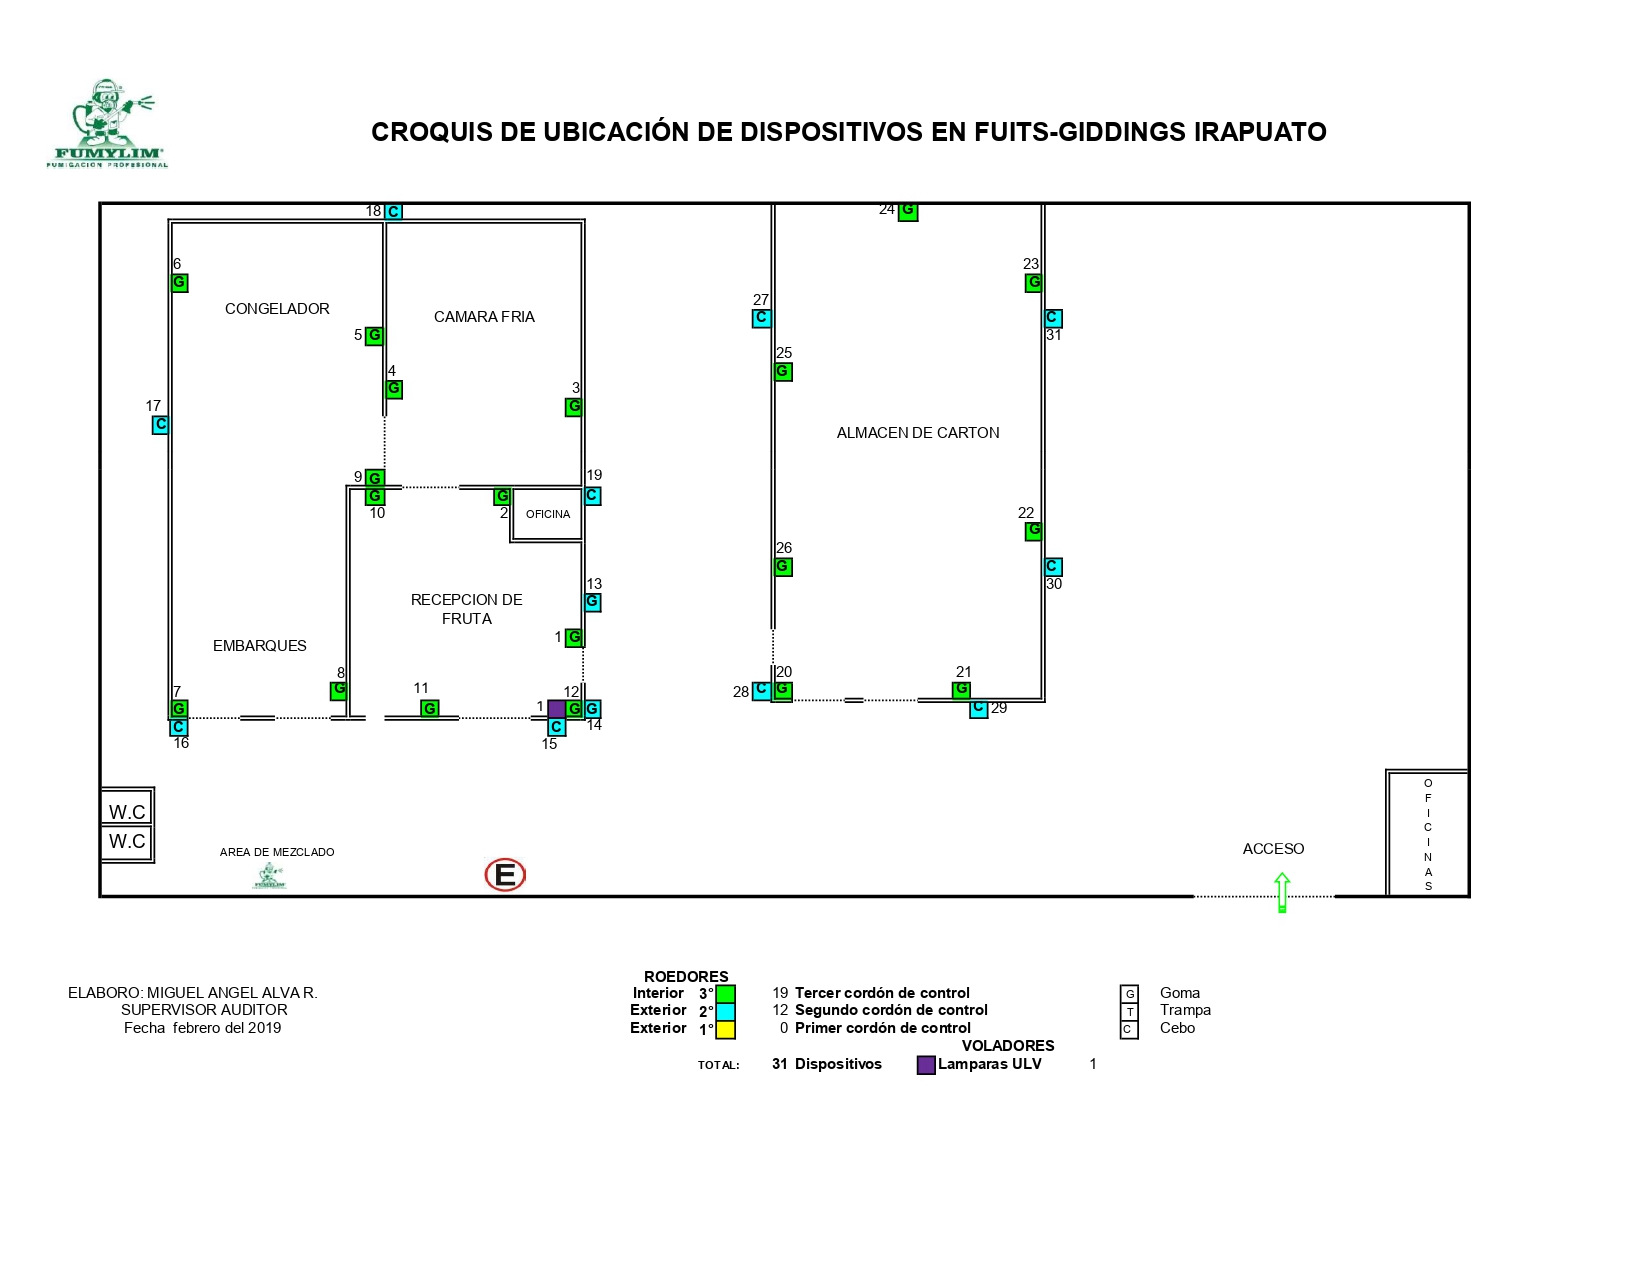 FUMYLIM
FUMIGACION PROFESIONAL
CROQUIS DE UBICACIÓN DE DISPOSITIVOS EN FUITS-GIDDINGS IRAPUATO
18 C
24 G
6
G
23
G
CONGELADOR
CAMARA FRIA
27
C
C
31
5 G
25
G
4
G
3
G
17
C
ALMACEN DE CARTON
9 G
G
10
19
C
G
2
OFICINA
22
G
26
G
C
30
13
G
RECEPCION DE
FRUTA
1 G
EMBARQUES
8
G
20
28 C G
21
G
C 29
7
G
C
16
11
G
12
1 G G
14
C
15
W.C
W.C
AREA DE MEZCLADO
E
ACCESO
O
F
I
C
I
N
A
S
ROEDORES
ELABORO: MIGUEL ANGEL ALVA R.
SUPERVISOR AUDITOR
Fecha febrero del 2019
Interior 3° 19 Tercer cordón de control
Exterior 2° 12 Segundo cordón de control
Exterior 1° 0 Primer cordón de control
VOLADORES
TOTAL: 31 Dispositivos Lamparas ULV 1
G Goma
T Trampa
C Cebo